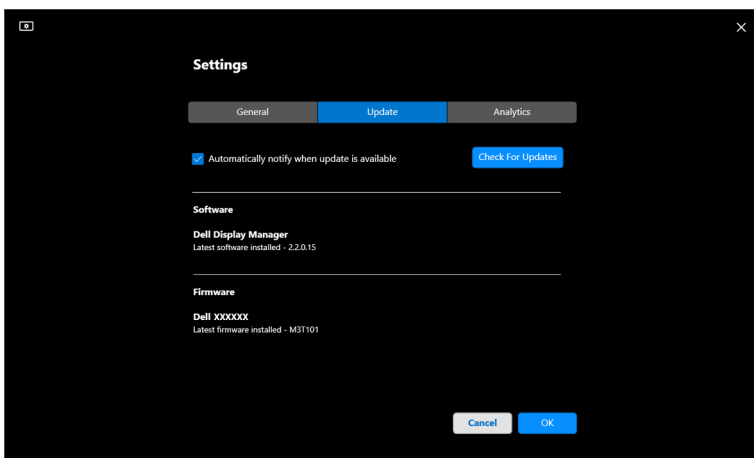 Settings
General Update Analytics
Automatically notify when update is available Check For Updates
Software
Dell Display Manager
Latest software installed - 2.2.0.15
Firmware
Dell XXXXXX
Latest firmware installed - M3T101
Cancel OK